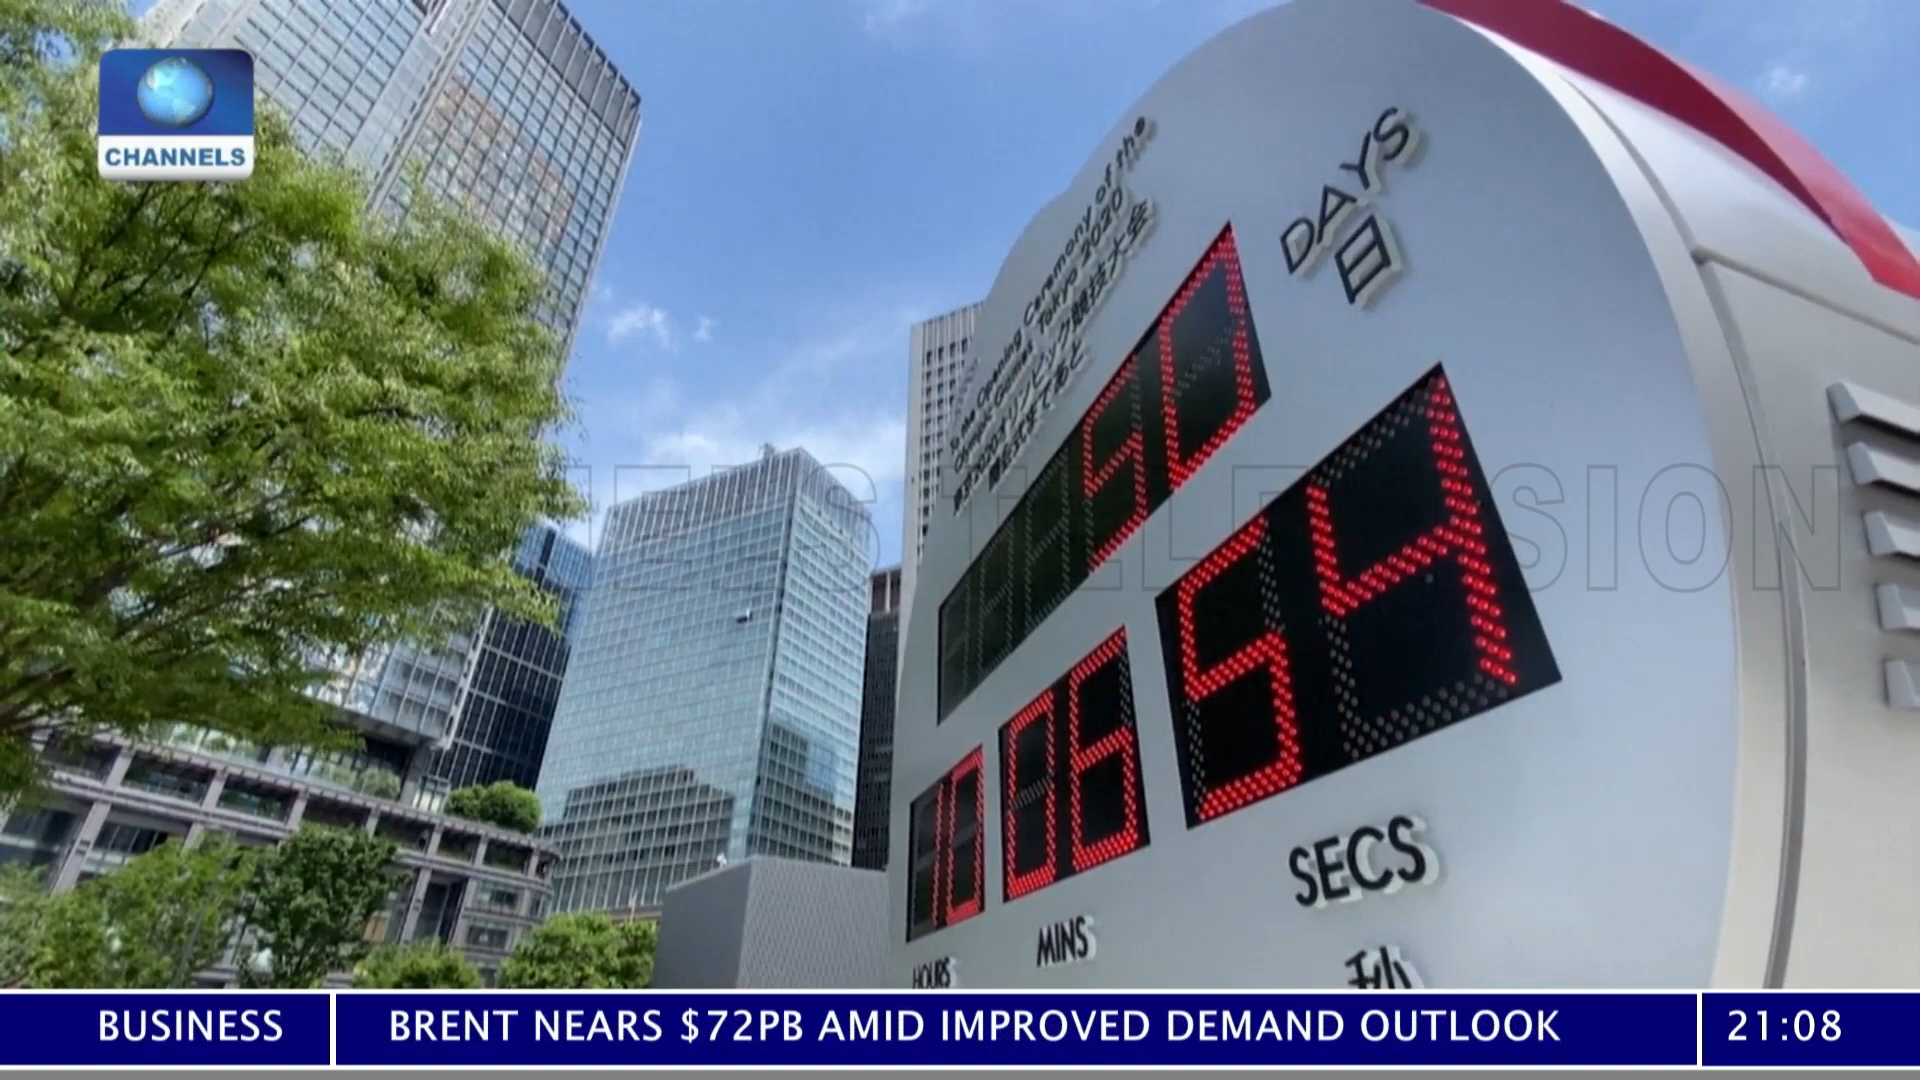 CHANNELS
To the Opening Ceremony of the
Olympic Games Tokyo 2020
東京2020オリンピック競技大会
開会式まであと
50
DAYS
日
10
06
54
HOURS
MINS
SECS
秒
TELEVISION
BUSINESS
BRENT NEARS $72PB AMID IMPROVED DEMAND OUTLOOK
21:08